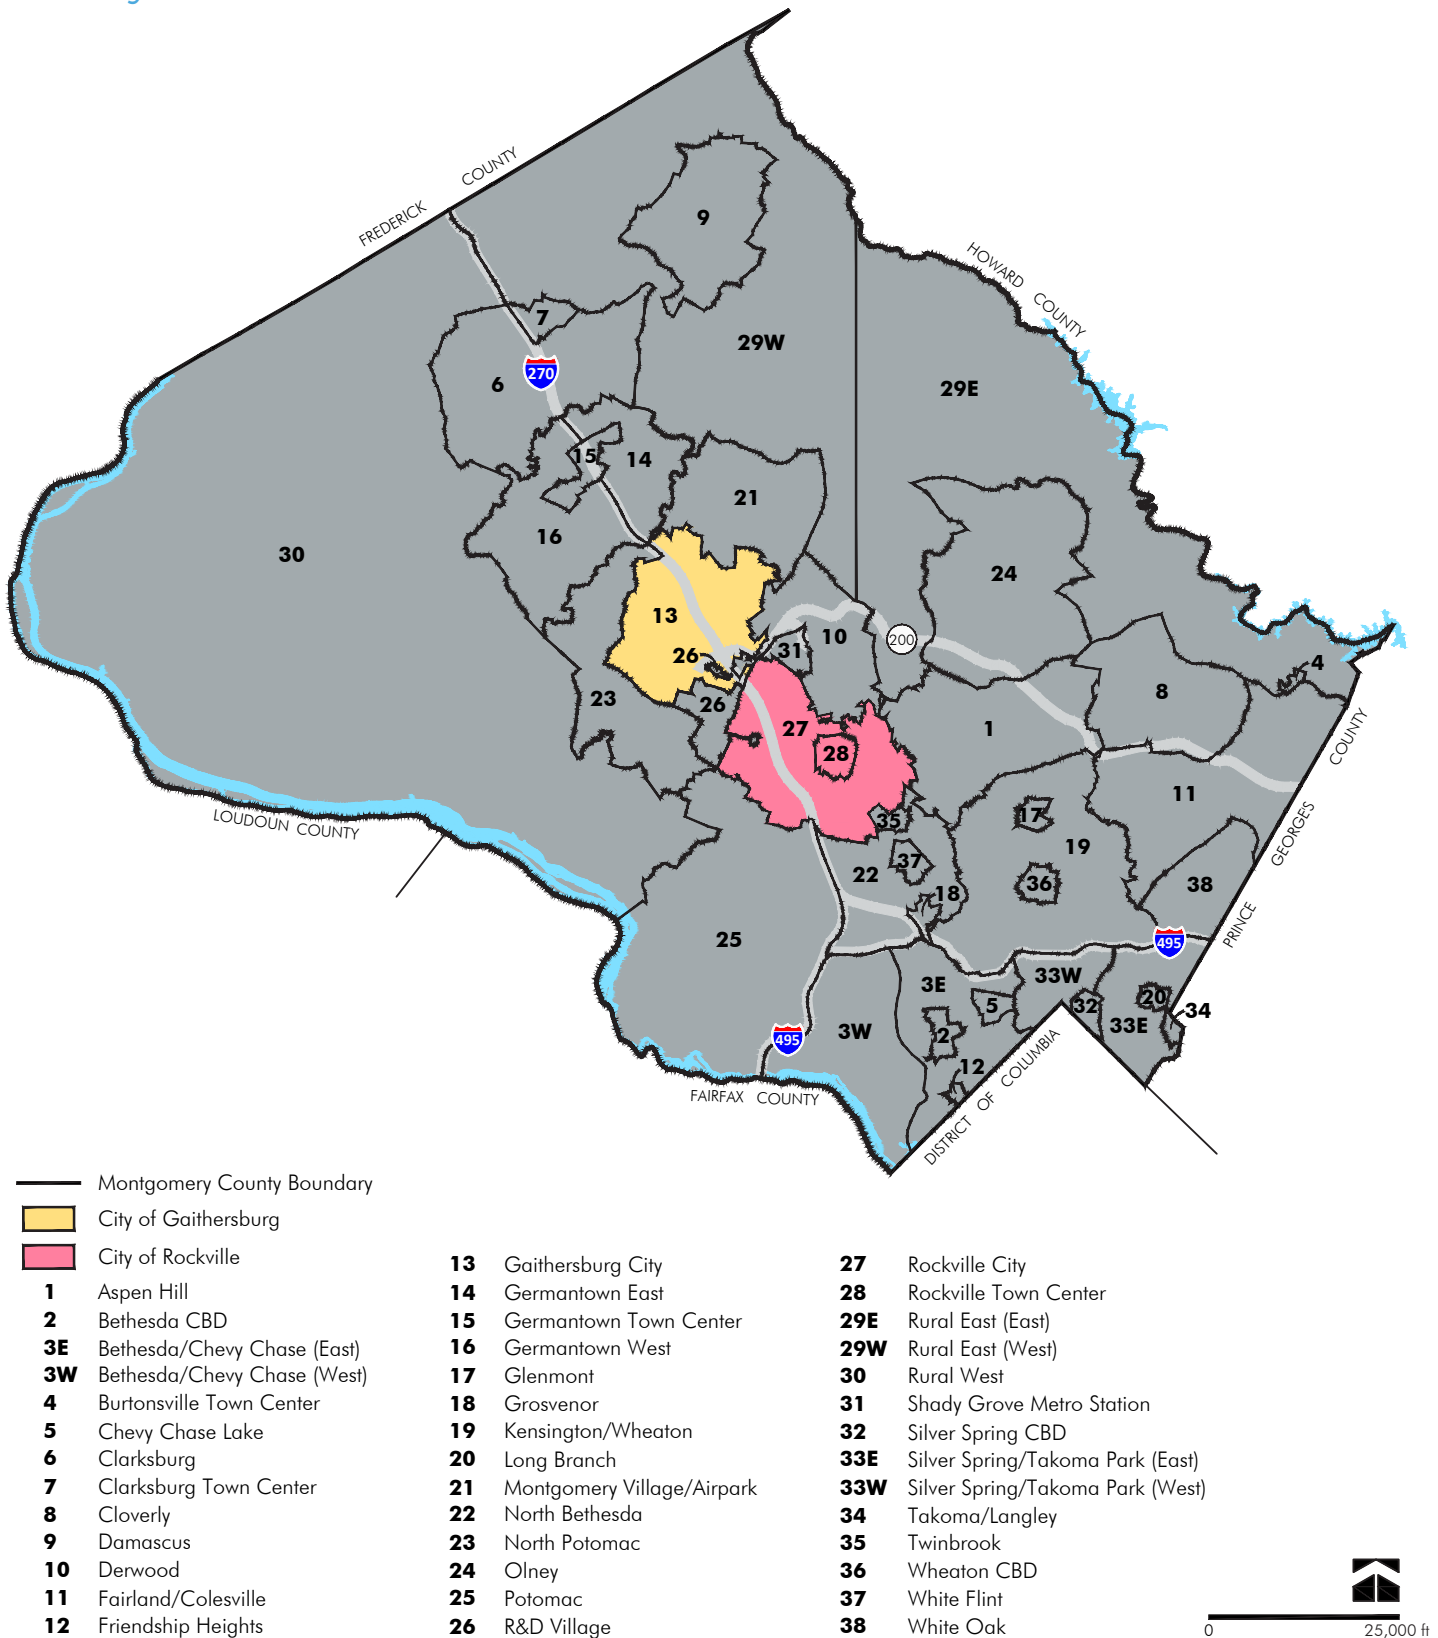 FREDERICK COUNTY
9
HOWARD COUNTY
7
29W
270
6
29E
15
14
21
16
30
24
13
10
200
31
26
4
8
23
26
27
1
28
COUNTY
11
LOUDOUN COUNTY
17
35
19
GEORGES
37
22
36
38
18
PRINCE
25
495
33W
3E
20
5
32
34
33E
3W
2
495
12
DISTRICT OF COLUMBIA
FAIRFAX COUNTY
Montgomery County Boundary
City of Gaithersburg
City of Rockville
1 Aspen Hill
2 Bethesda CBD
3E Bethesda/Chevy Chase (East)
3W Bethesda/Chevy Chase (West)
4 Burtonsville Town Center
5 Chevy Chase Lake
6 Clarksburg
7 Clarksburg Town Center
8 Cloverly
9 Damascus
10 Derwood
11 Fairland/Colesville
12 Friendship Heights
13 Gaithersburg City
14 Germantown East
15 Germantown Town Center
16 Germantown West
17 Glenmont
18 Grosvenor
19 Kensington/Wheaton
20 Long Branch
21 Montgomery Village/Airpark
22 North Bethesda
23 North Potomac
24 Olney
25 Potomac
26 R&D Village
27 Rockville City
28 Rockville Town Center
29E Rural East (East)
29W Rural East (West)
30 Rural West
31 Shady Grove Metro Station
32 Silver Spring CBD
33E Silver Spring/Takoma Park (East)
33W Silver Spring/Takoma Park (West)
34 Takoma/Langley
35 Twinbrook
36 Wheaton CBD
37 White Flint
38 White Oak
0 25,000 ft